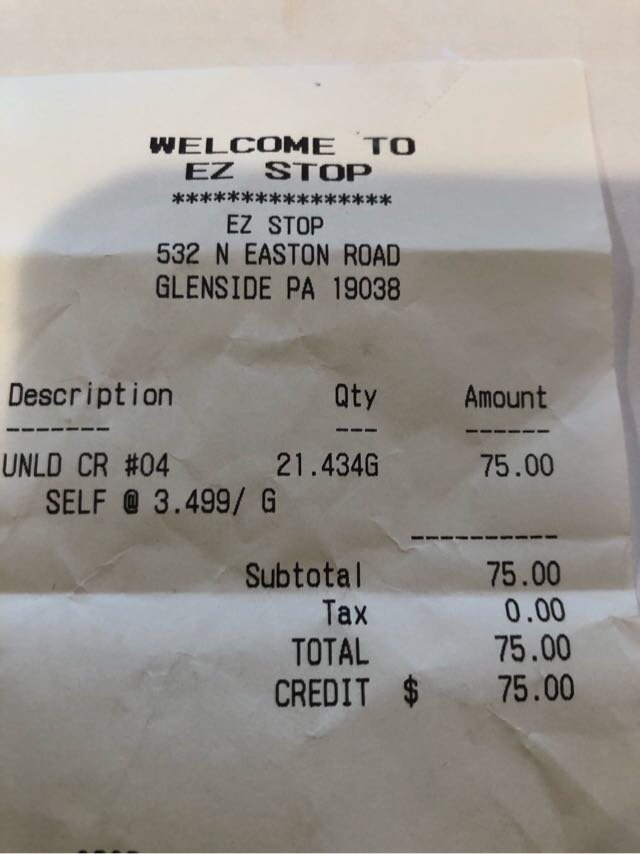 WELCOME TO
EZ STOP
****************
EZ STOP
532 N EASTON ROAD
GLENSIDE PA 19038
Description Qty Amount
------- --- ------
UNLD CR #04 21.434G 75.00
SELF @ 3.499/ G
----------
Subtotal 75.00
Tax 0.00
TOTAL 75.00
CREDIT $ 75.00